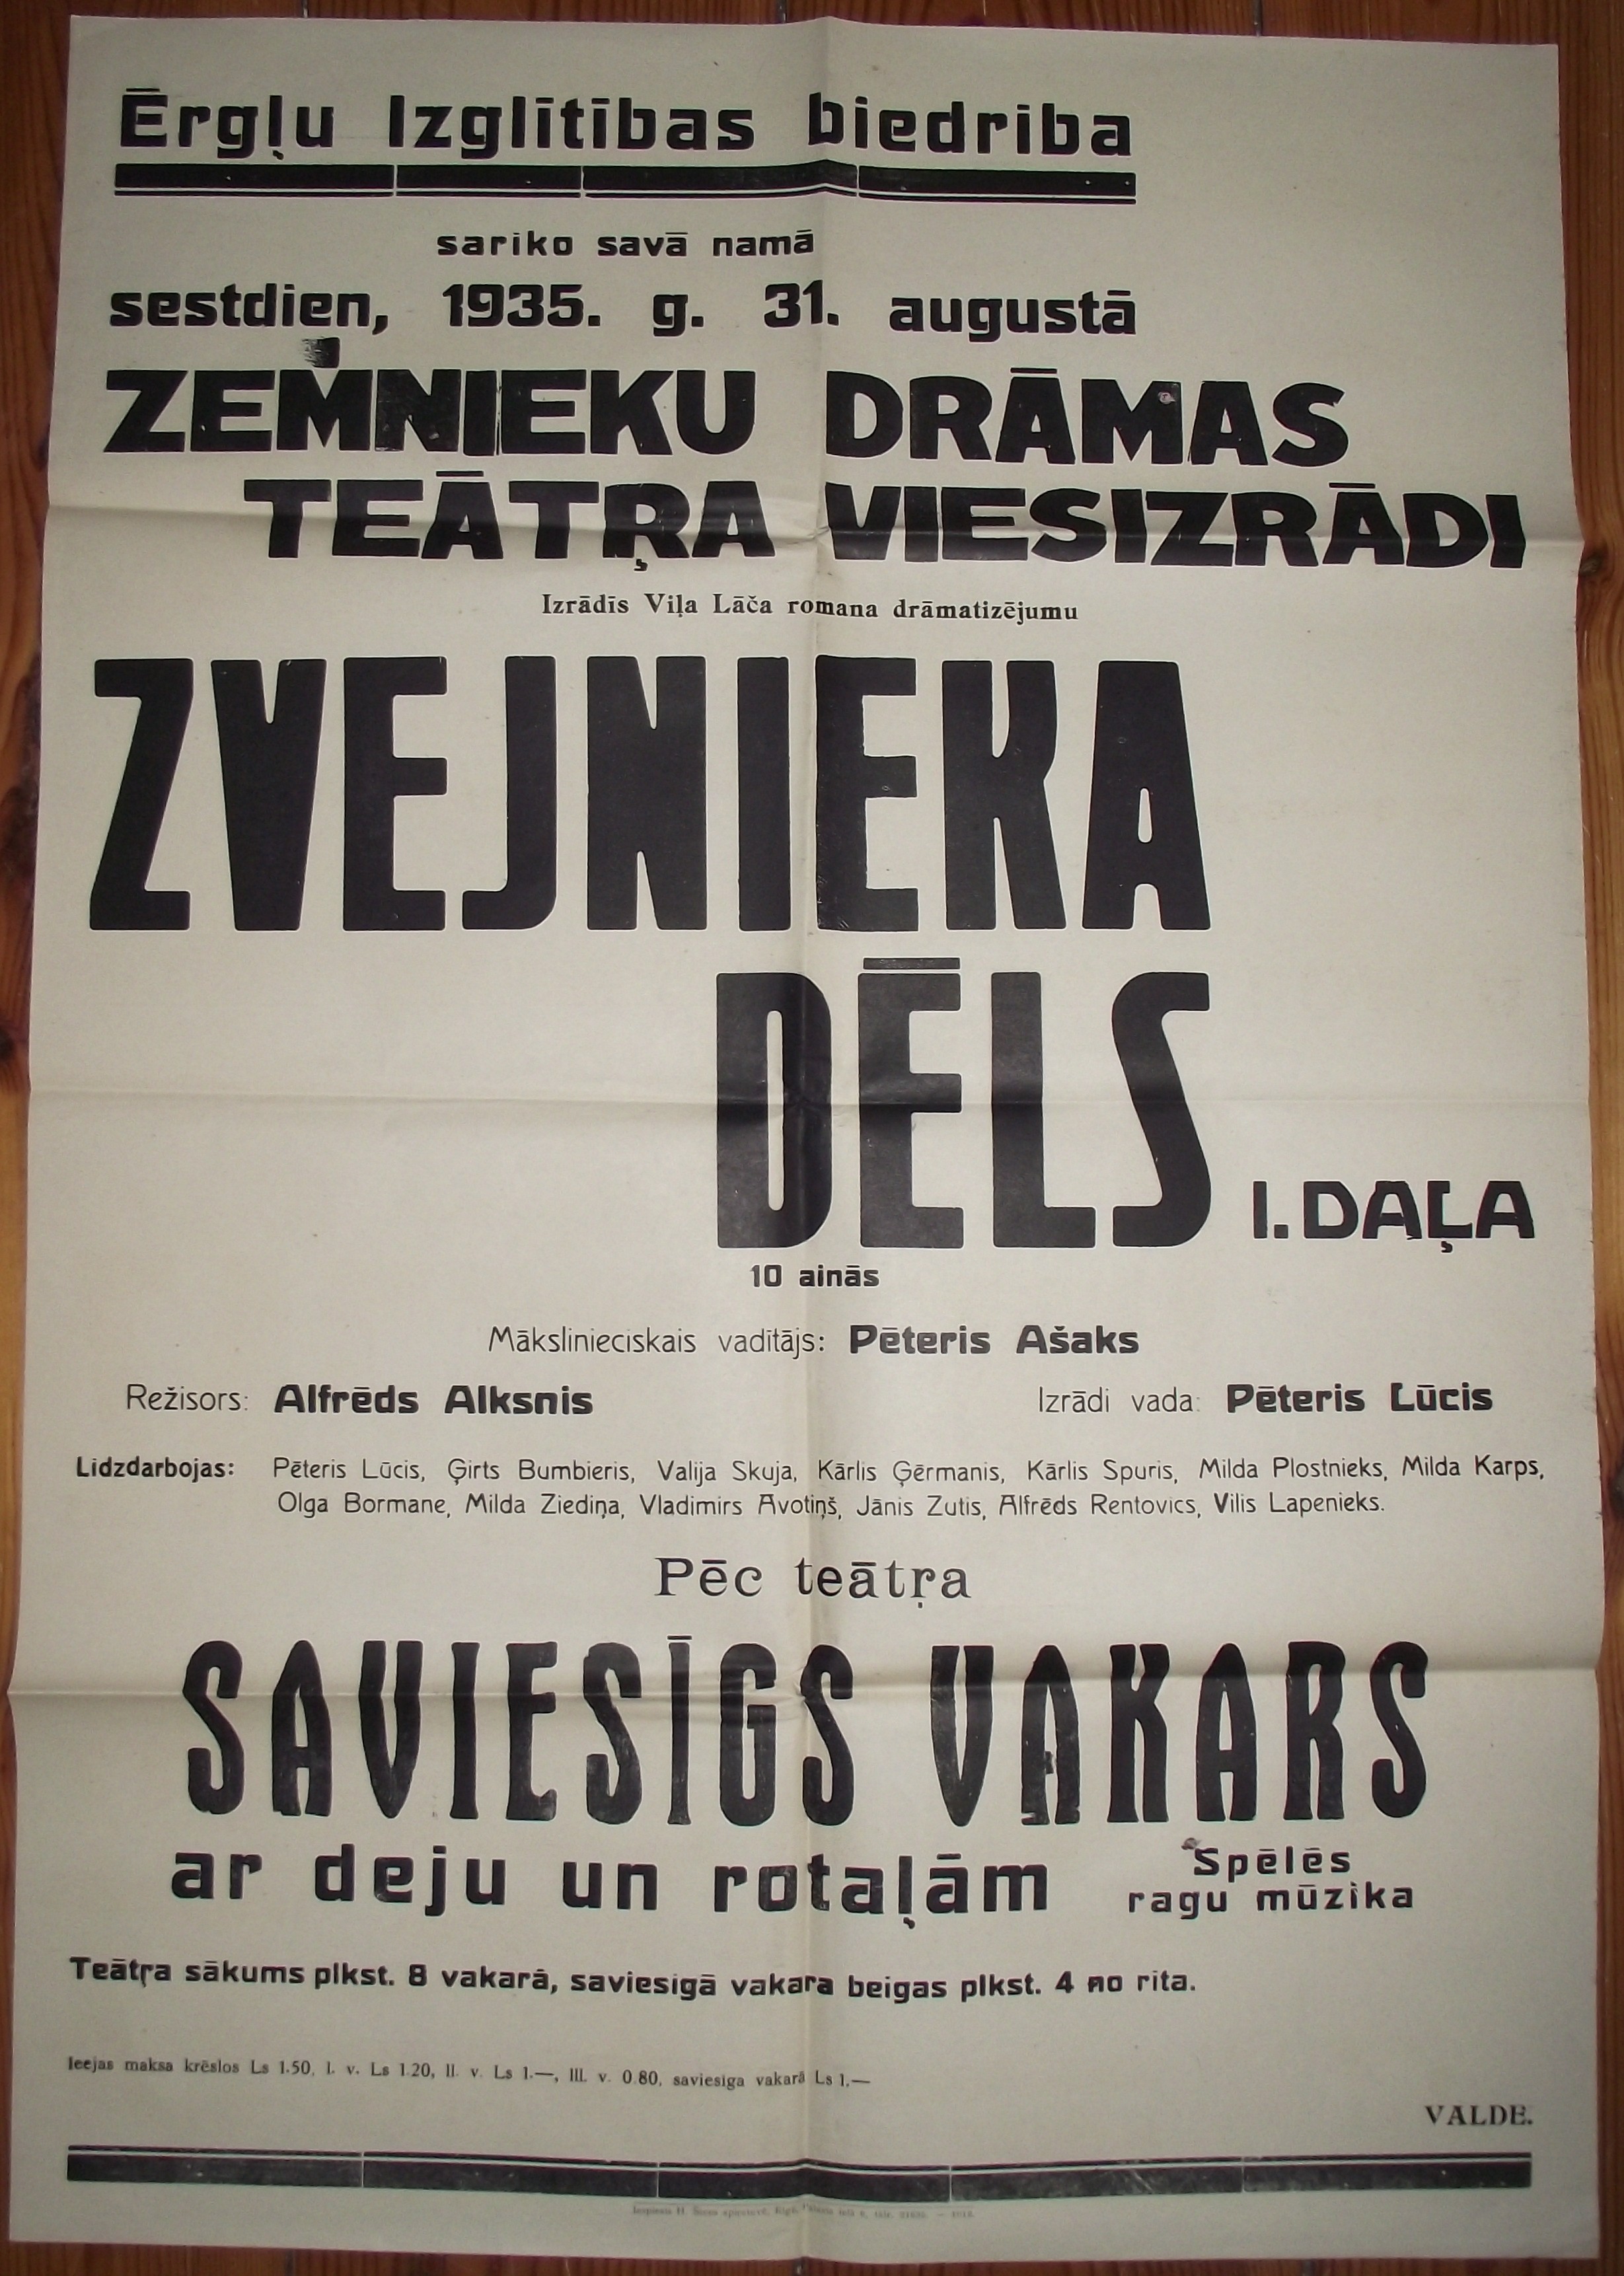 Ērgļu Izglītības biedrība
sarīko savā namā
sestdien, 1935. g. 31. augustā
ZEMNIEKU DRĀMAS
TEĀTŖA VIESIZRĀDI
Izrādīs Viļa Lāča romana drāmatizējumu
ZVEJNIEKA
DĒLS I. DAĻA
10 ainās
Mākslinieciskais vadītājs: Pēteris Ašaks
Režisors: Alfrēds Alksnis Izrādi vada: Pēteris Lūcis
Līdzdarbojas: Pēteris Lūcis, Ģirts Bumbieris, Valija Skuja, Kārlis Ģērmanis, Kārlis Spuris, Milda Plostnieks, Milda Karps,
Olga Bormane, Milda Ziediņa, Vladimirs Avotiņš, Jānis Zutis, Alfrēds Rentovics, Vilis Lapenieks.
Pēc teātŗa
SAVIESĪGS VAKARS
ar deju un rotaļām Spēlēs
ragu mūzika
Teātŗa sākums plkst. 8 vakarā, saviesīgā vakara beigas plkst. 4 no rīta.
Ieejas maksa krēslos Ls 1.50, I. v. Ls 1.20, II. v. Ls 1.—, III. v. 0.80, saviesīga vakarā Ls 1.—
VALDE.